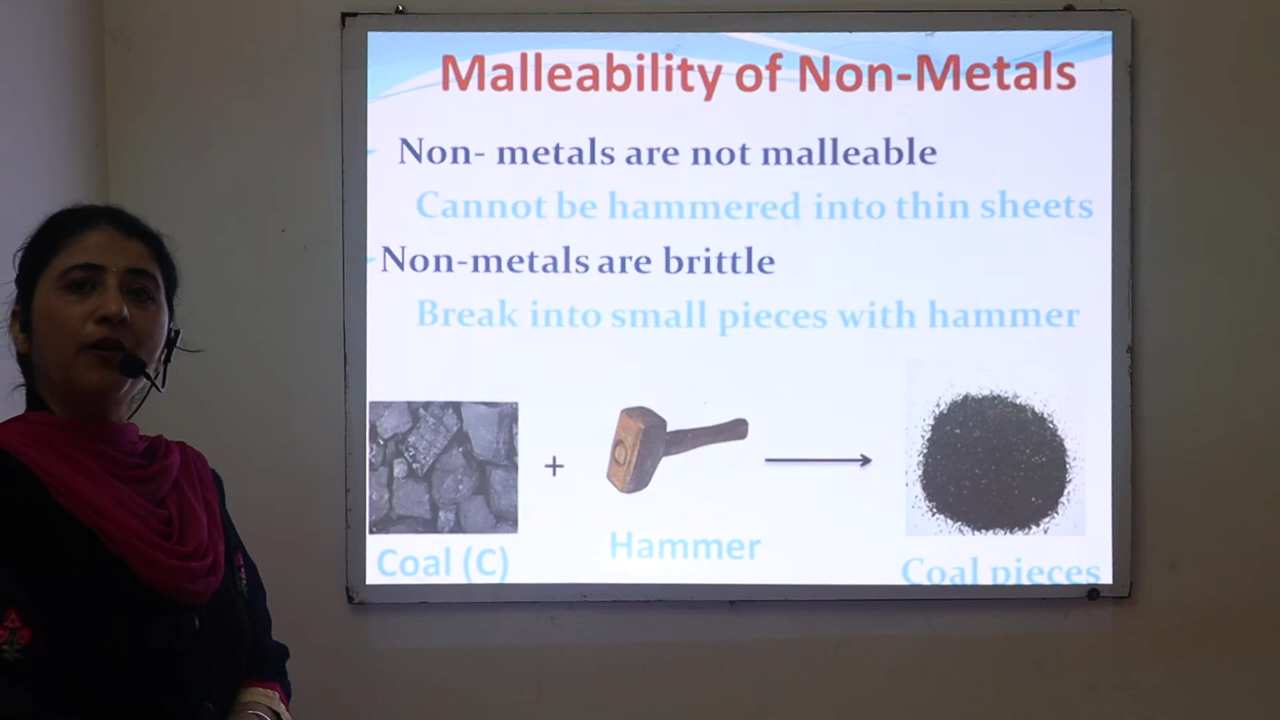 Malleability of Non-Metals
Non- metals are not malleable
Cannot be hammered into thin sheets
Non-metals are brittle
Break into small pieces with hammer
+
Coal (C)
Hammer
Coal pieces